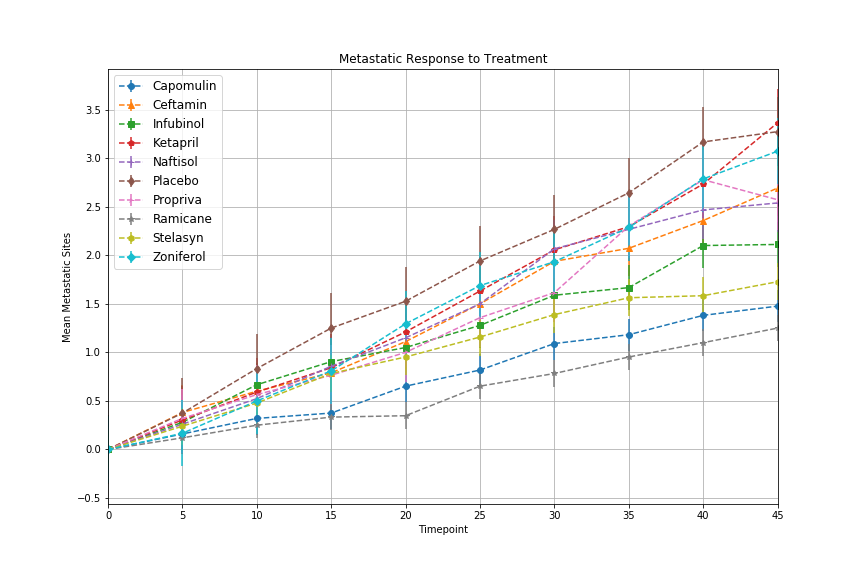 Metastatic Response to Treatment
Capomulin
Ceftamin
Infubinol
Ketapril
Naftisol
Placebo
Propriva
Ramicane
Stelasyn
Zoniferol
Mean Metastatic Sites
3.5
3.0
2.5
2.0
1.5
1.0
0.5
0.0
−0.5
0 5 10 15 20 25 30 35 40 45
Timepoint